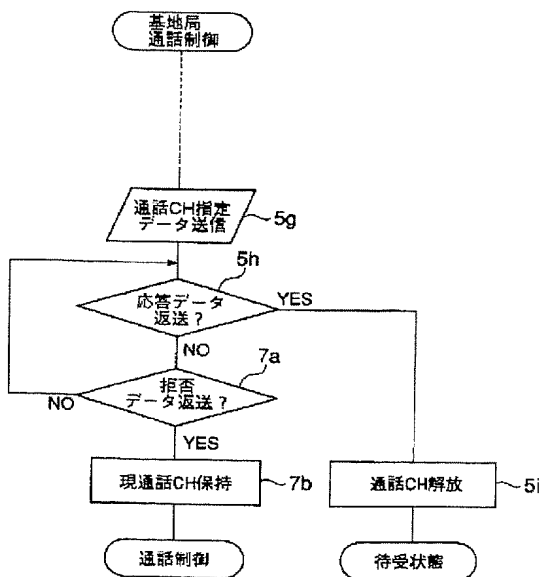 基地局
通話制御
通話CH指定
データ送信
5g
5h
応答データ
返送？
YES
NO
7a
拒否
データ返送？
NO
YES
現通話CH保持
7b
通話CH解放
5i
通話制御
待受状態